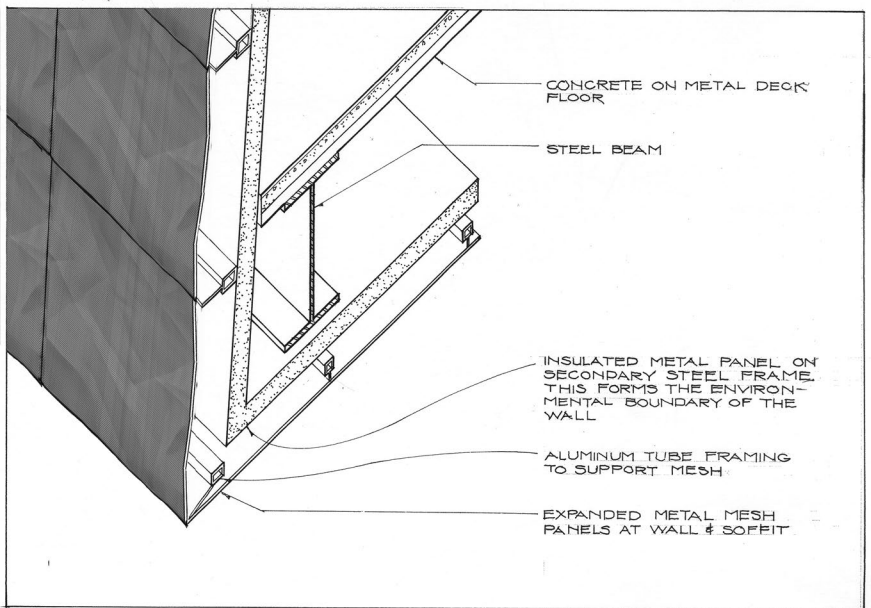 CONCRETE ON METAL DECK
FLOOR
STEEL BEAM
INSULATED METAL PANEL ON
SECONDARY STEEL FRAME.
THIS FORMS THE ENVIRON-
MENTAL BOUNDARY OF THE
WALL
ALUMINUM TUBE FRAMING
TO SUPPORT MESH
EXPANDED METAL MESH
PANELS AT WALL & SOFFIT